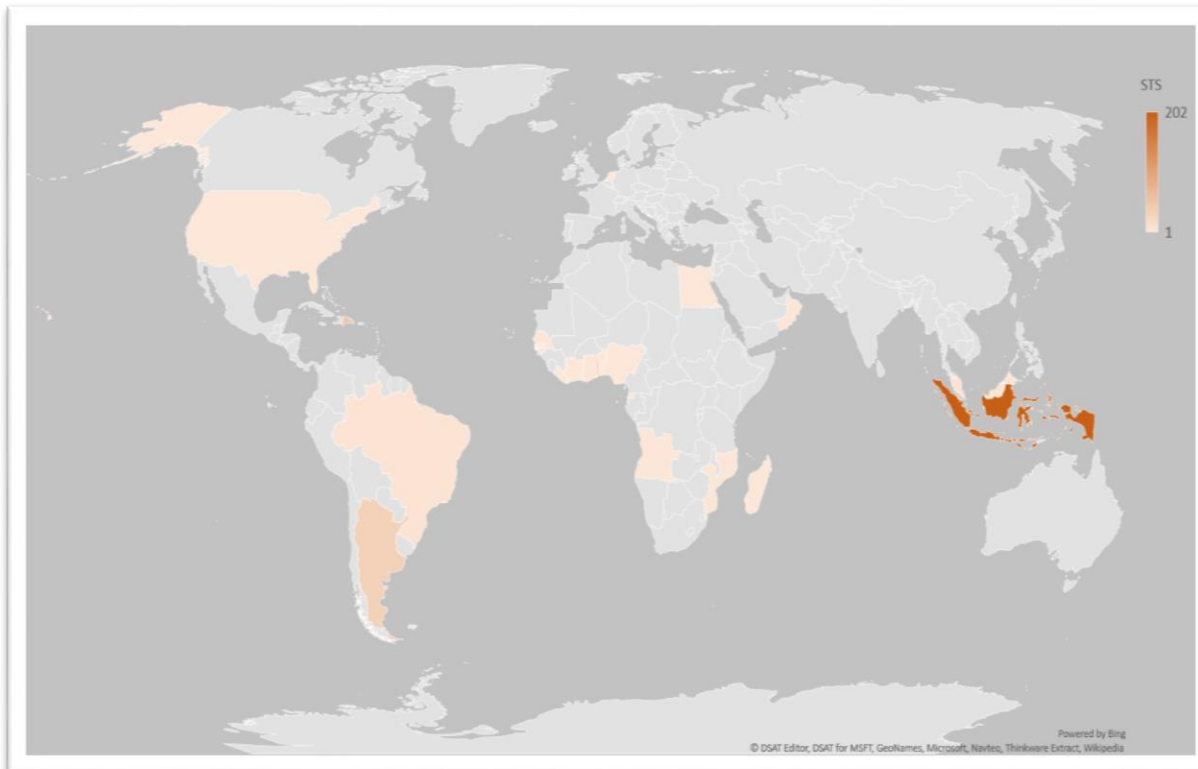 STS
202
1
Powered by Bing
© DSAT Editor, DSAT for MSFT, GeoNames, Microsoft, Navteq, Thinkware Extract, Wikipedia